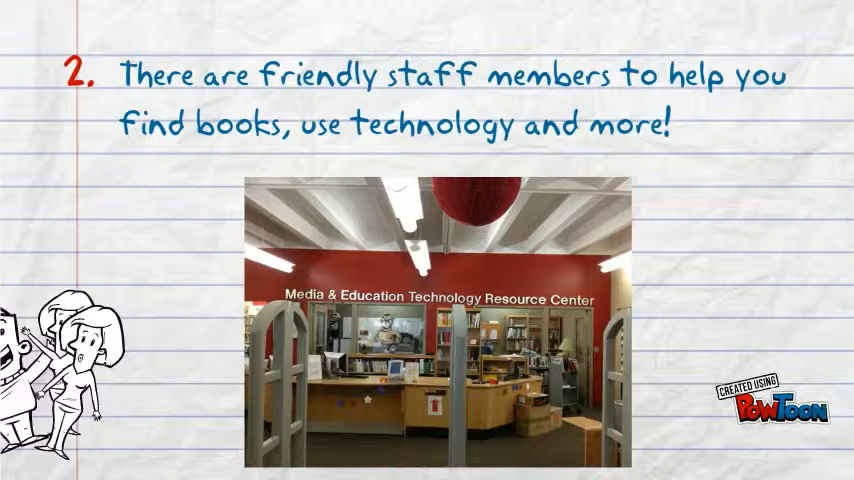 2. There are friendly staff members to help you
find books, use technology and more!
Media & Education Technology Resource Center
CREATED USING
POWTOON